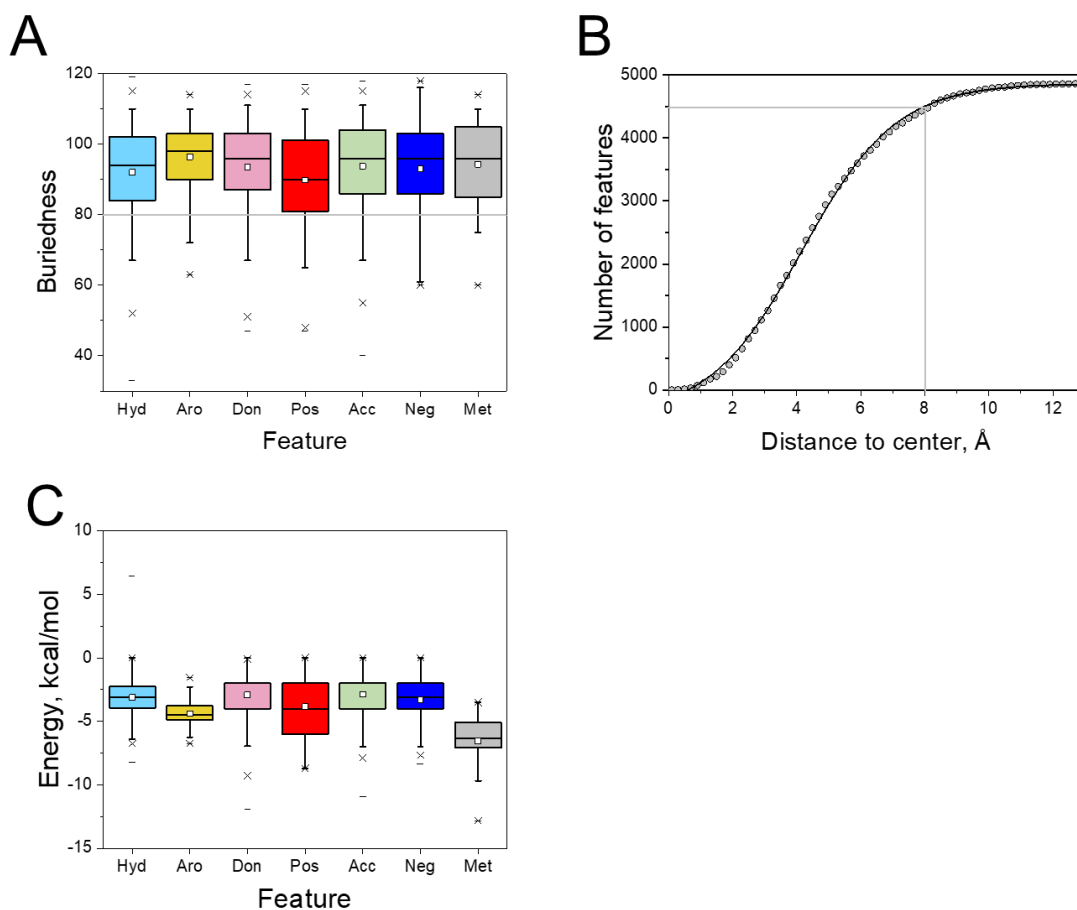 A
Buriedness
120
100
80
60
40
Hyd Aro Don Pos Acc Neg Met
Feature
B
Number of features
5000
4000
3000
2000
1000
0
0 2 4 6 8 10 12
Distance to center, Å
C
Energy, kcal/mol
10
5
0
-5
-10
-15
Hyd Aro Don Pos Acc Neg Met
Feature